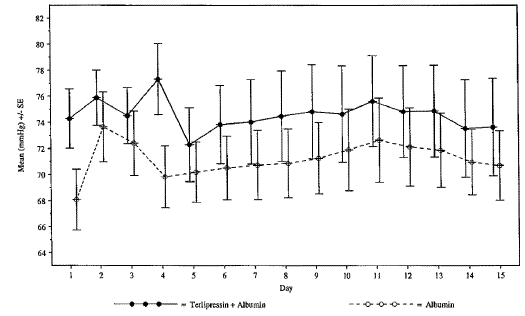 82
80
78
76
74
72
70
68
66
64
Mean (mmHg) +/- SE
1 2 3 4 5 6 7 8 9 10 11 12 13 14 15
Day
= Terlipressin + Albumin = Albumin